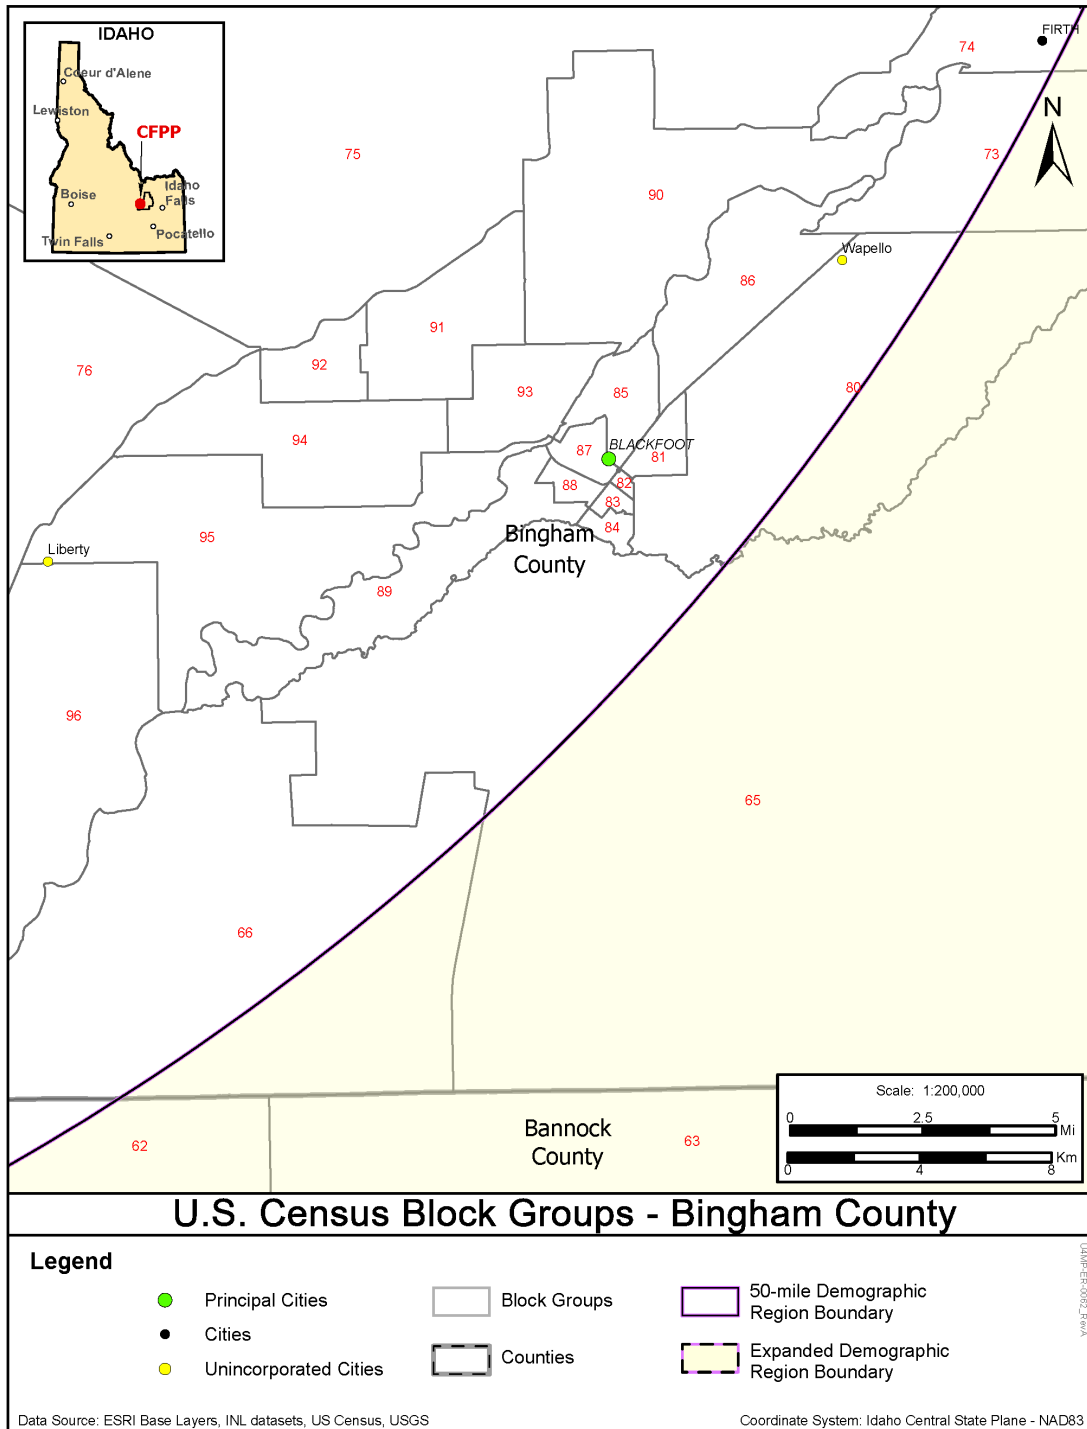 IDAHO
Coeur d'Alene
Lewiston
CFPP
Boise
Idaho
Falls
Twin Falls
Pocatello
FIRTH
74
N
75
73
90
Wapello
86
91
92
76
93
85
80
94
BLACKFOOT
87
81
88
82
83
84
95
Bingham
County
Liberty
89
96
65
66
Scale: 1:200,000
0 2.5 5
Mi
Km
0 4 8
62
Bannock
County
63
U.S. Census Block Groups - Bingham County
Legend
Principal Cities
Cities
Unincorporated Cities
Block Groups
Counties
50-mile Demographic
Region Boundary
Expanded Demographic
Region Boundary
U4MP-ER-0062_RevA
Data Source: ESRI Base Layers, INL datasets, US Census, USGS
Coordinate System: Idaho Central State Plane - NAD83